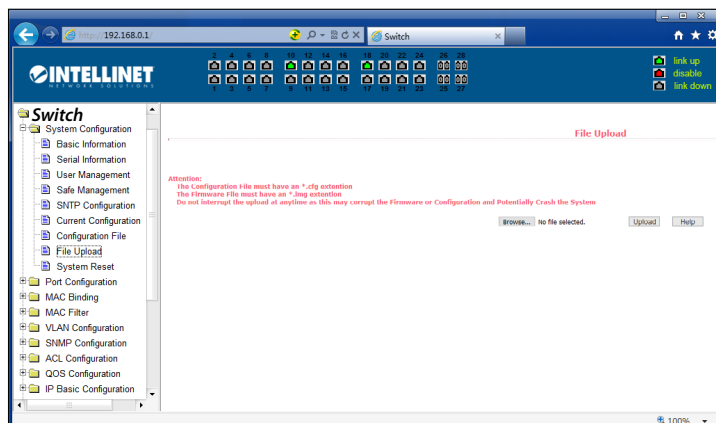 http://192.168.0.1/
Switch
INTELLINET
NETWORK SOLUTIONS
2 4 6 8 10 12 14 16 18 20 22 24 26 28
1 3 5 7 9 11 13 15 17 19 21 23 25 27
link up
disable
link down
Switch
System Configuration
Basic Information
Serial Information
User Management
Safe Management
SNTP Configuration
Current Configuration
Configuration File
File Upload
System Reset
Port Configuration
MAC Binding
MAC Filter
VLAN Configuration
SNMP Configuration
ACL Configuration
QOS Configuration
IP Basic Configuration
File Upload
Attention:
The Configuration File must have an *.cfg extention
The Firmware File must have an *.img extention
Do not interrupt the upload at anytime as this may corrupt the Firmware or Configuration and Potentially Crash the System
Browse... No file selected. Upload Help
100%